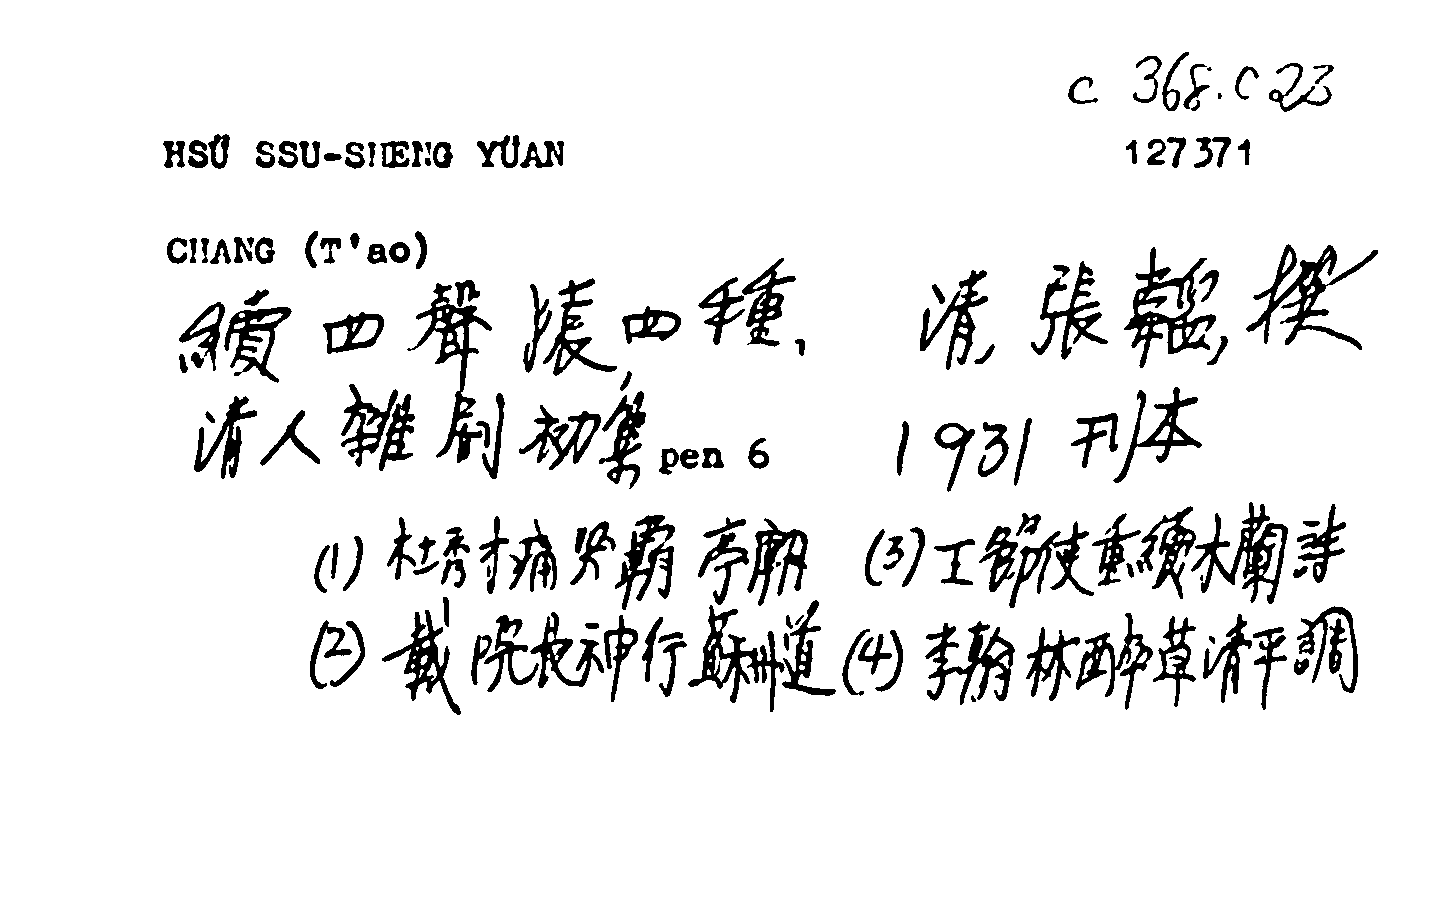 c 368.c 23
HSÜ SSU-SHENG YÜAN 127371
CHANG (T'ao)
續四聲猿四種, 清, 張韜, 撰
清人雜劇初集 pen 6 1931 刊本
(1) 杜秀才痛哭霸亭廟 (3) 王節使重續木蘭詩
(2) 戴院長神行薊州道 (4) 李翰林醉草清平調